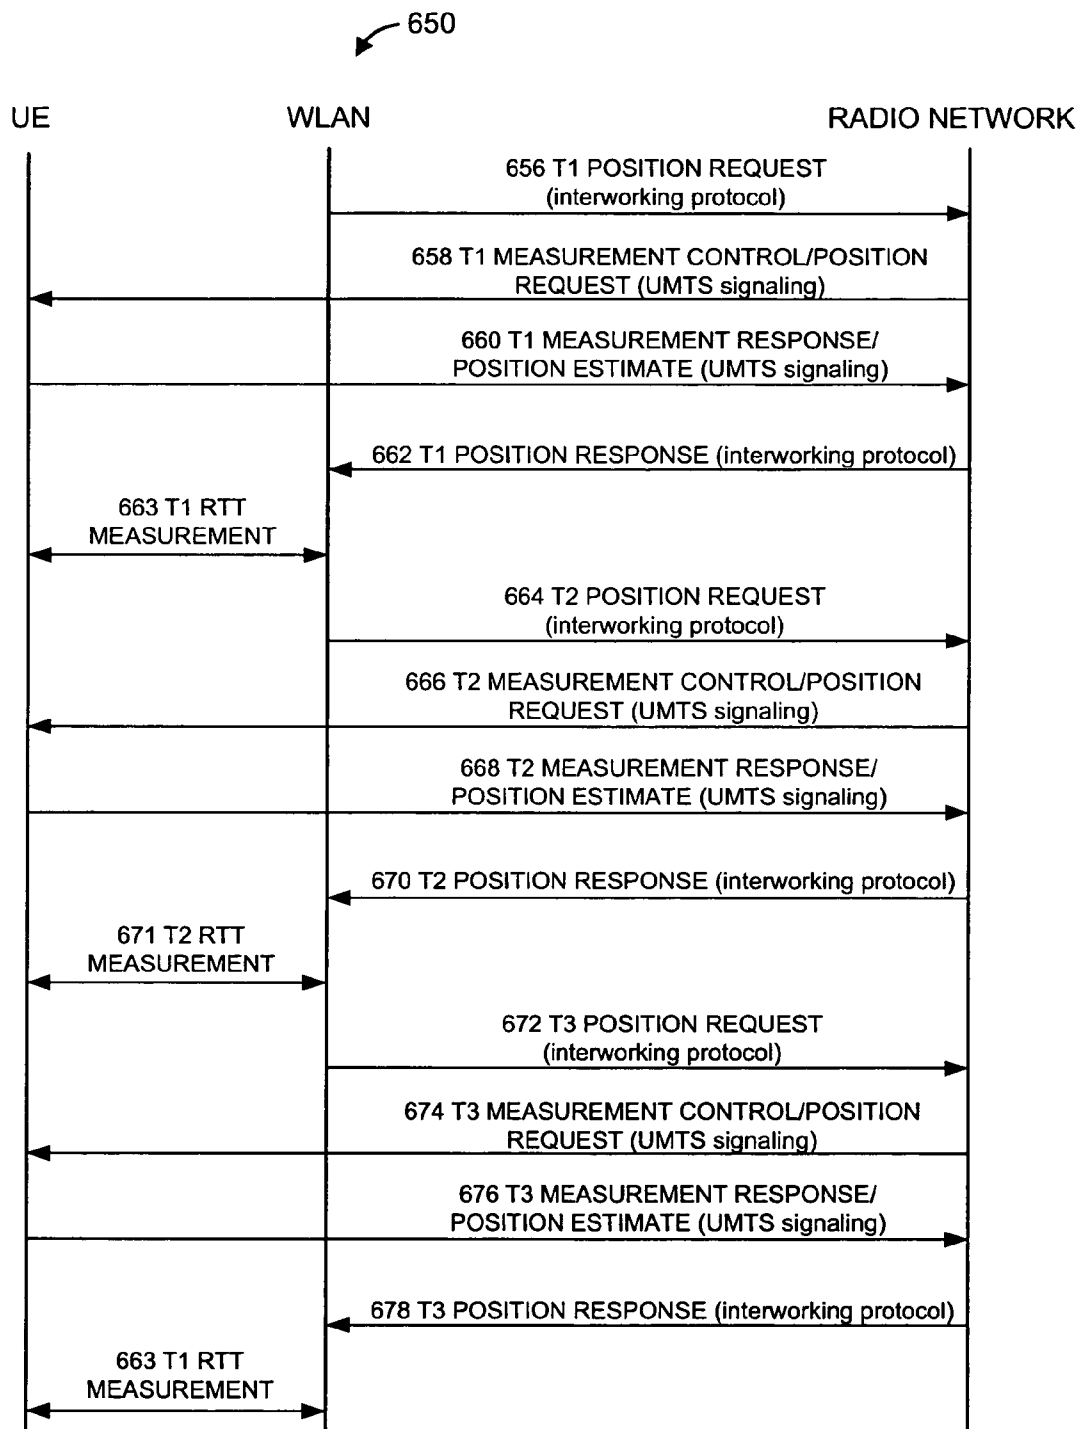 650
UE
WLAN
RADIO NETWORK
656 T1 POSITION REQUEST
(interworking protocol)
658 T1 MEASUREMENT CONTROL/POSITION
REQUEST (UMTS signaling)
660 T1 MEASUREMENT RESPONSE/
POSITION ESTIMATE (UMTS signaling)
662 T1 POSITION RESPONSE (interworking protocol)
663 T1 RTT
MEASUREMENT
664 T2 POSITION REQUEST
(interworking protocol)
666 T2 MEASUREMENT CONTROL/POSITION
REQUEST (UMTS signaling)
668 T2 MEASUREMENT RESPONSE/
POSITION ESTIMATE (UMTS signaling)
670 T2 POSITION RESPONSE (interworking protocol)
671 T2 RTT
MEASUREMENT
672 T3 POSITION REQUEST
(interworking protocol)
674 T3 MEASUREMENT CONTROL/POSITION
REQUEST (UMTS signaling)
676 T3 MEASUREMENT RESPONSE/
POSITION ESTIMATE (UMTS signaling)
678 T3 POSITION RESPONSE (interworking protocol)
663 T1 RTT
MEASUREMENT